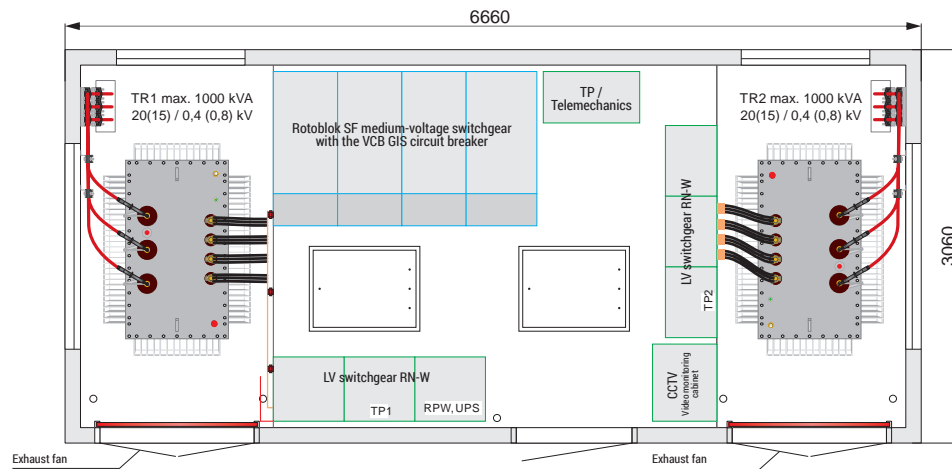 6660
TR1 max. 1000 kVA
20(15) / 0,4 (0,8) kV
Rotoblok SF medium-voltage switchgear
with the VCB GIS circuit breaker
TP /
Telemechanics
TR2 max. 1000 kVA
20(15) / 0,4 (0,8) kV
3060
LV switchgear RN-W
TP2
LV switchgear RN-W
TP1
RPW, UPS
CCTV
Video monitoring
cabinet
Exhaust fan
Exhaust fan